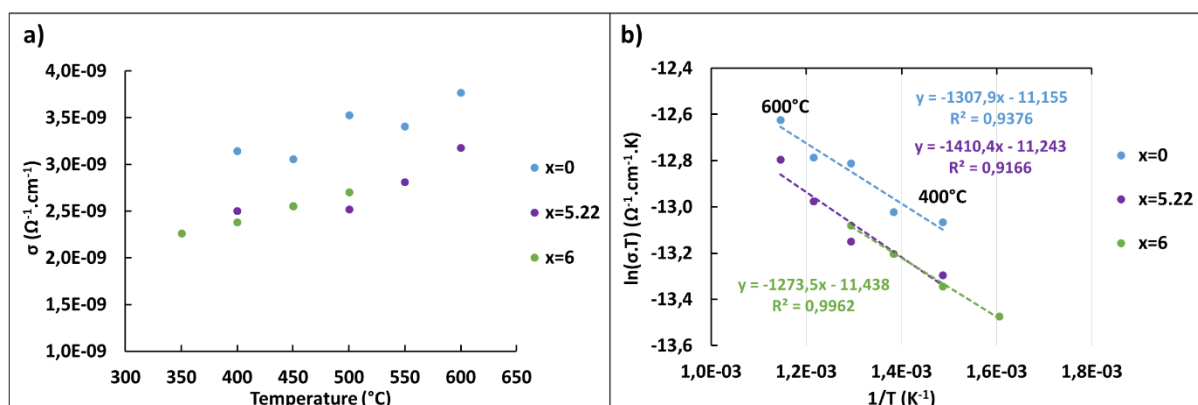 a)
4,0E-09
3,5E-09
3,0E-09
2,5E-09
2,0E-09
1,5E-09
1,0E-09
σ (Ω⁻¹.cm⁻¹)
300 350 400 450 500 550 600 650
Temperature (°C)
x=0
x=5.22
x=6
b)
-12,4
-12,6
-12,8
-13,0
-13,2
-13,4
-13,6
ln(σ.T) (Ω⁻¹.cm⁻¹.K)
600°C
y = -1307,9x - 11,155
R² = 0,9376
y = -1410,4x - 11,243
R² = 0,9166
400°C
y = -1273,5x - 11,438
R² = 0,9962
1,0E-03 1,2E-03 1,4E-03 1,6E-03 1,8E-03
1/T (K⁻¹)
x=0
x=5.22
x=6